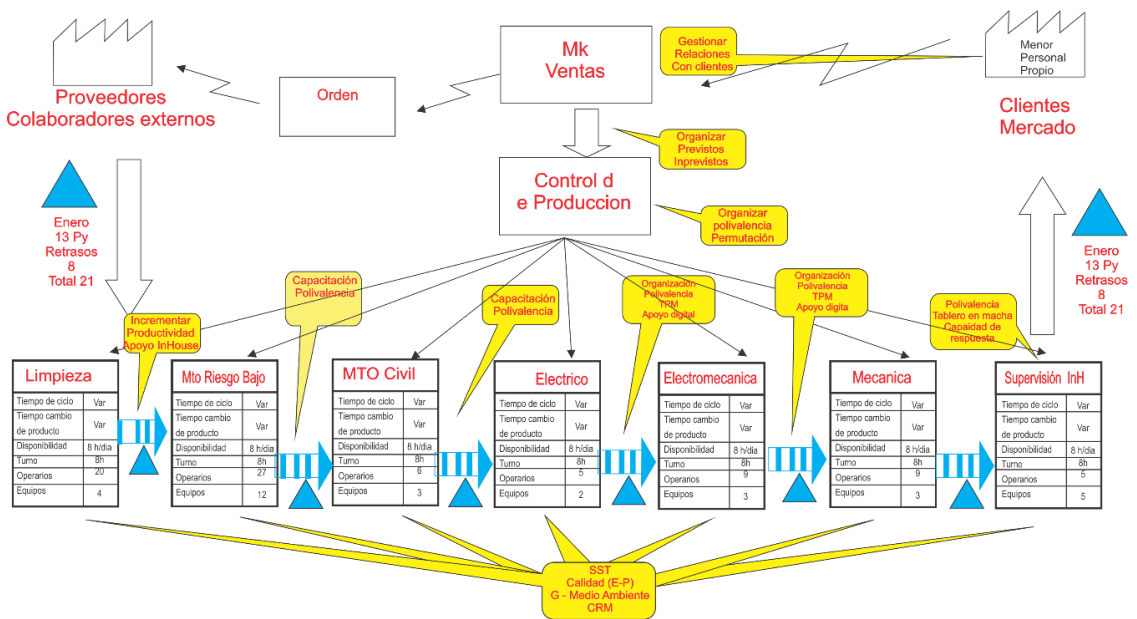 Mk
Ventas
Gestionar
Relaciones
Con clientes
Menor
Personal
Propio
Proveedores
Colaboradores externos
Orden
Clientes
Mercado
Organizar
Previstos
Inprevistos
Control d
e Produccion
Organizar
polivalencia
Permutación
Enero
13 Py
Retrasos
8
Total 21
Enero
13 Py
Retrasos
8
Total 21
Incrementar
Productividad
Apoyo InHouse
Capacitación
Polivalencia
Capacitación
Polivalencia
Organización
Polivalencia
TPM
Apoyo digital
Organización
Polivalencia
TPM
Apoyo digita
Polivalencia
Tablero en macha
Capaidad de
respuesta
Limpieza
Tiempo de ciclo Var
Tiempo cambio
de producto Var
Disponibilidad 8 h/dia
Turno 8h
Operarios 20
Equipos 4
Mto Riesgo Bajo
Tiempo de ciclo Var
Tiempo cambio
de producto Var
Disponibilidad 8 h/dia
Turno 8h
Operarios 27
Equipos 12
MTO Civil
Tiempo de ciclo Var
Tiempo cambio
de producto Var
Disponibilidad 8 h/dia
Turno 8h
Operarios 6
Equipos 3
Electrico
Tiempo de ciclo Var
Tiempo cambio
de producto Var
Disponibilidad 8 h/dia
Turno 8h
Operarios 5
Equipos 2
Electromecanica
Tiempo de ciclo Var
Tiempo cambio
de producto Var
Disponibilidad 8 h/dia
Turno 8h
Operarios 9
Equipos 3
Mecanica
Tiempo de ciclo Var
Tiempo cambio
de producto Var
Disponibilidad 8 h/dia
Turno 8h
Operarios 9
Equipos 3
Supervisión InH
Tiempo de ciclo Var
Tiempo cambio
de producto Var
Disponibilidad 8 h/dia
Turno 8h
Operarios 5
Equipos 5
SST
Calidad (E-P)
G - Medio Ambiente
CRM